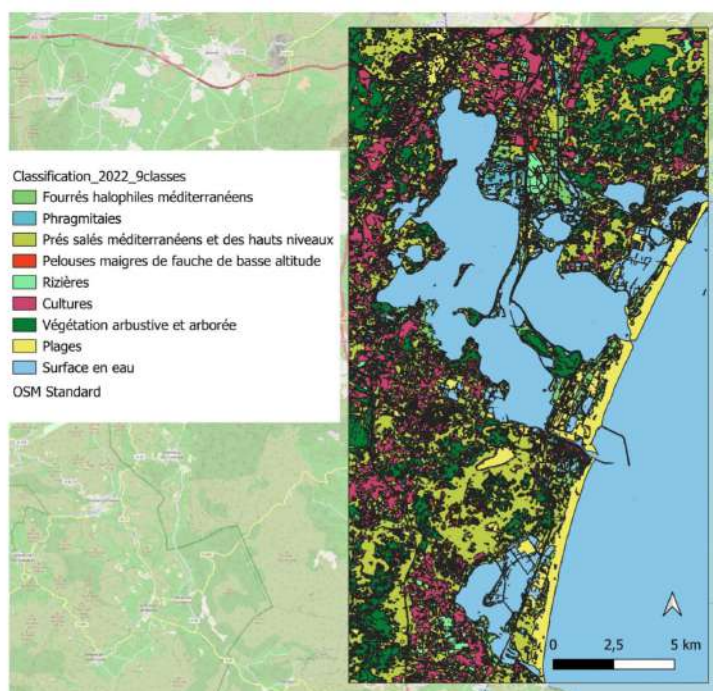 Classification_2022_9classes
Fourrés halophiles méditerranéens
Phragmitaies
Prés salés méditerranéens et des hauts niveaux
Pelouses maigres de fauche de basse altitude
Rizières
Cultures
Végétation arbustive et arborée
Plages
Surface en eau
OSM Standard
0 2,5 5 km